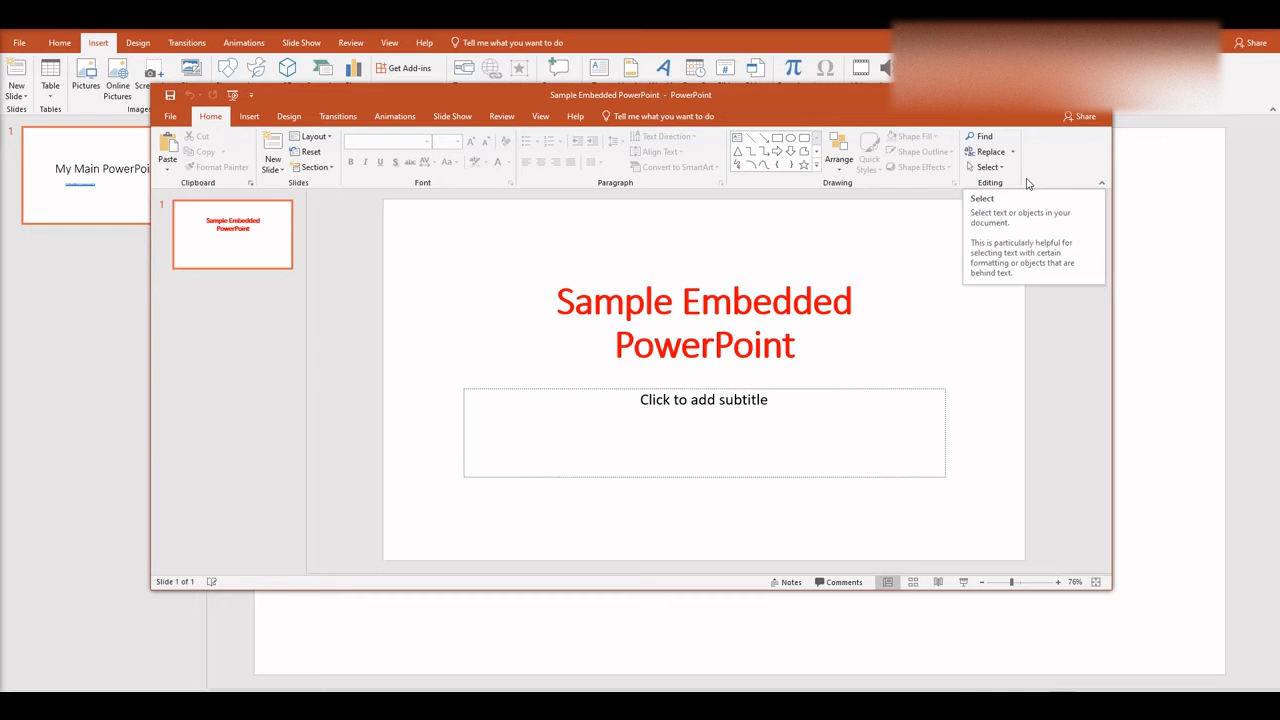 File Home Insert Design Transitions Animations Slide Show Review View Help Tell me what you want to do Share
New Slide Table Pictures Online Pictures Get Add-ins
Slides Tables Images
Sample Embedded PowerPoint - PowerPoint
File Home Insert Design Transitions Animations Slide Show Review View Help Tell me what you want to do Share
Paste Cut Copy Format Painter
New Slide Layout Reset Section
Text Direction Align Text Convert to SmartArt
Arrange Quick Styles Shape Fill Shape Outline Shape Effects
Find Replace Select
Clipboard Slides Font Paragraph Drawing Editing
Select
Select text or objects in your
document.
This is particularly helpful for
selecting text with certain
formatting or objects that are
behind text.
1
My Main PowerPoi
1
Sample Embedded
PowerPoint
Sample Embedded
PowerPoint
Click to add subtitle
Slide 1 of 1 Notes Comments 76%